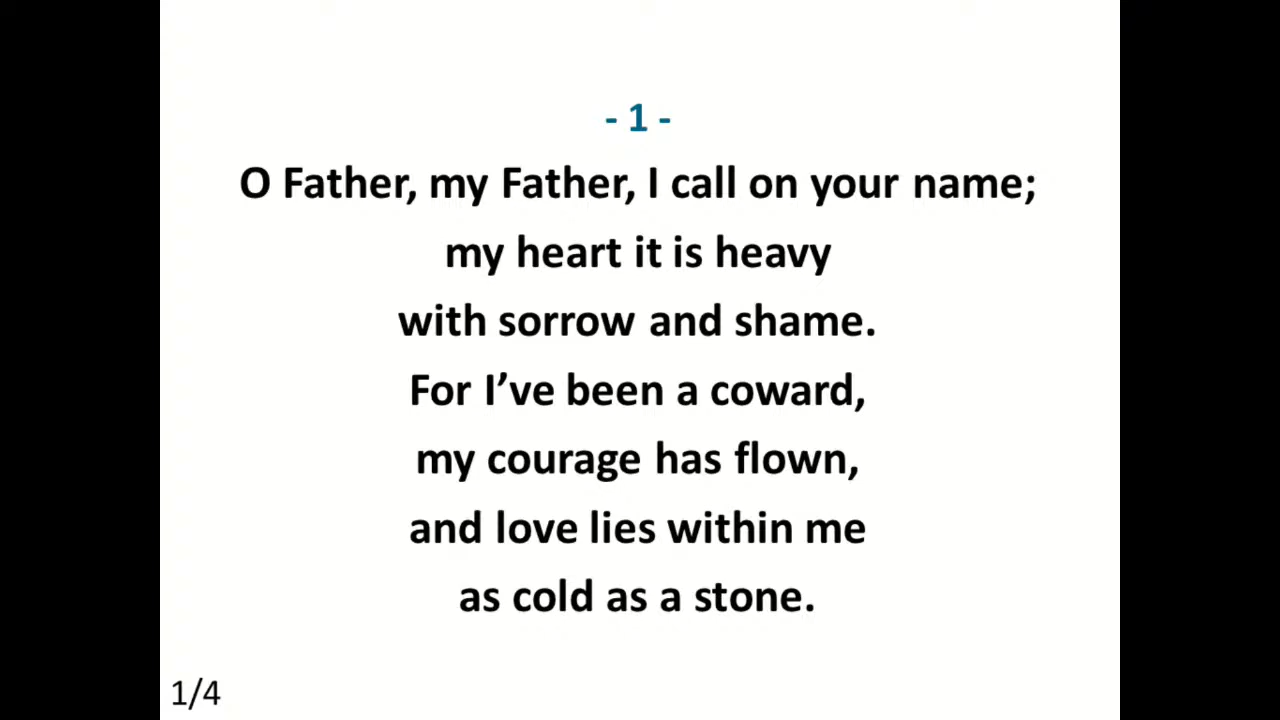 - 1 -
O Father, my Father, I call on your name;
my heart it is heavy
with sorrow and shame.
For I’ve been a coward,
my courage has flown,
and love lies within me
as cold as a stone.
1/4